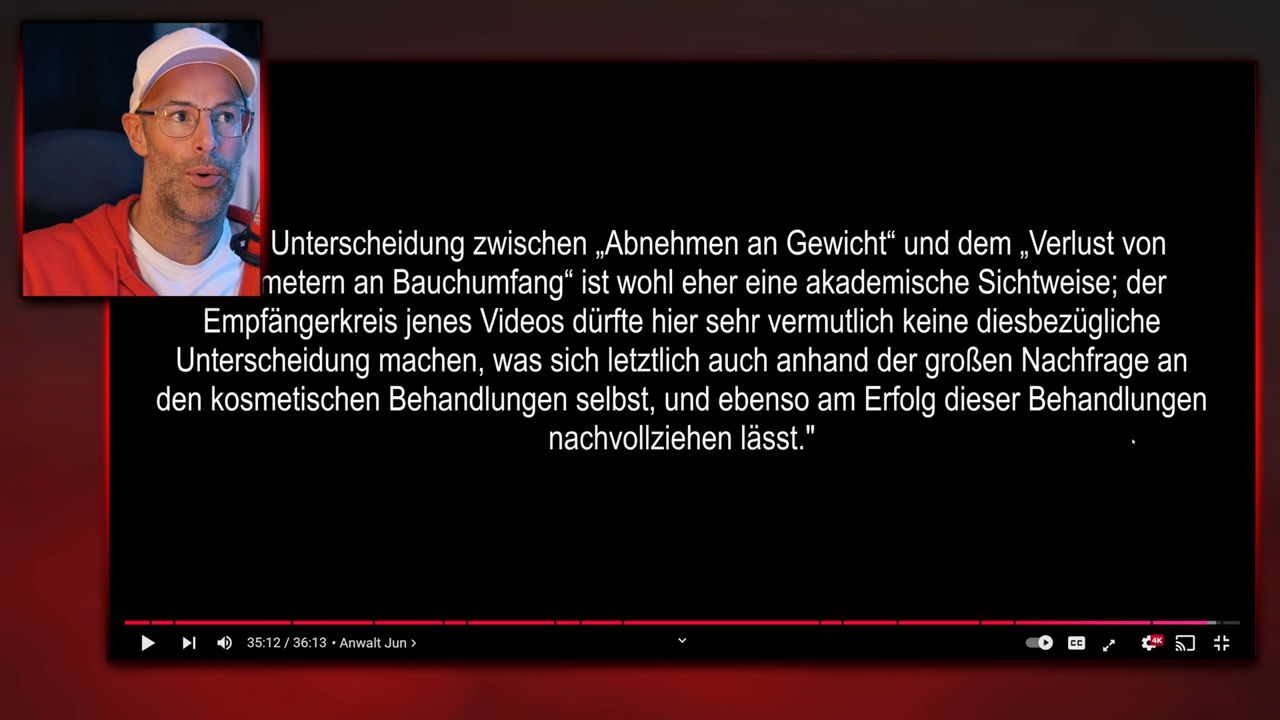 Unterscheidung zwischen „Abnehmen an Gewicht“ und dem „Verlust von
metern an Bauchumfang“ ist wohl eher eine akademische Sichtweise; der
Empfängerkreis jenes Videos dürfte hier sehr vermutlich keine diesbezügliche
Unterscheidung machen, was sich letztlich auch anhand der großen Nachfrage an
den kosmetischen Behandlungen selbst, und ebenso am Erfolg dieser Behandlungen
nachvollziehen lässt."
35:12 / 36:13 • Anwalt Jun ›
CC
4K